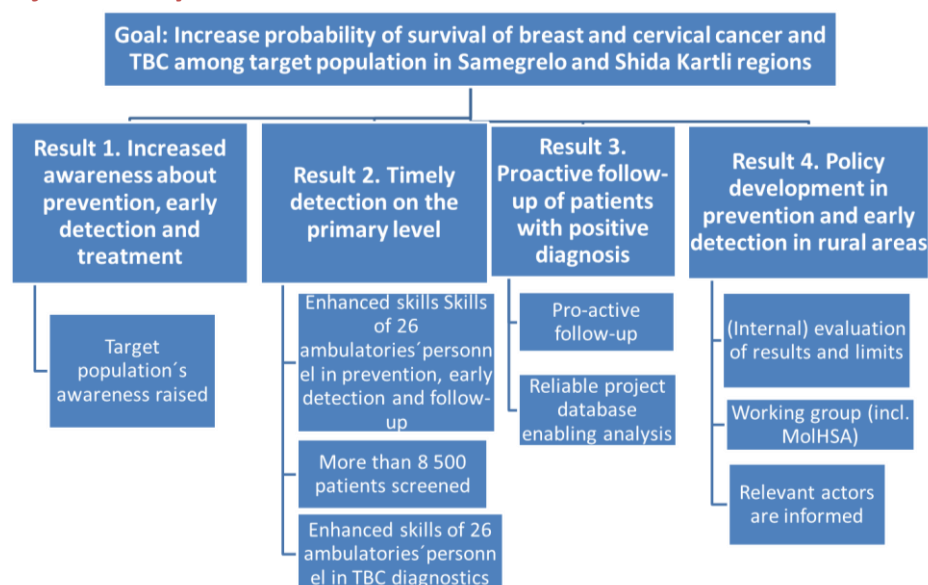 Goal: Increase probability of survival of breast and cervical cancer and
TBC among target population in Samegrelo and Shida Kartli regions
Result 1. Increased
awareness about
prevention, early
detection and
treatment
Target
population´s
awareness raised
Result 2. Timely
detection on the
primary level
Enhanced skills Skills
of 26
ambulatories´personn
el in prevention, early
detection and follow-
up
More than 8 500
patients screened
Enhanced skills of 26
ambulatories´personn
el in TBC diagnostics
Result 3.
Proactive follow-
up of patients
with positive
diagnosis
Pro-active
follow-up
Reliable project
database
enabling analysis
Result 4. Policy
development in
prevention and early
detection in rural areas
(Internal) evaluation
of results and limits
Working group (incl.
MolHSA)
Relevant actors
are informed